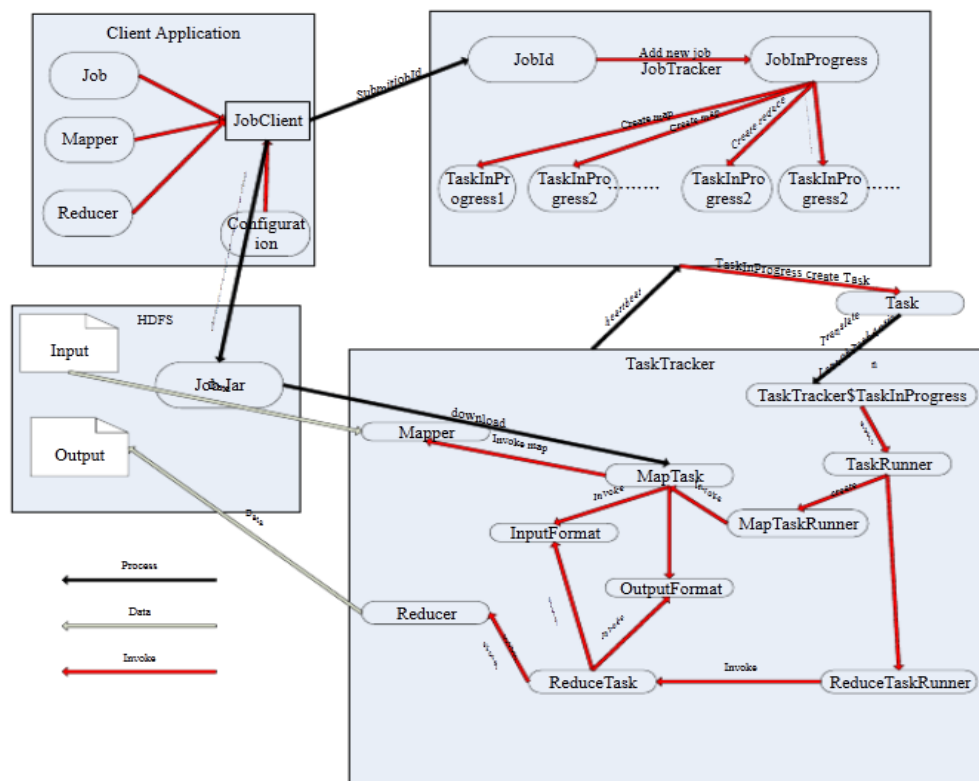 Client Application
Job
Mapper
Reducer
JobClient
Configurat
ion
SubmitjobId
JobId
Add new job
JobTracker
JobInProgress
Create map
Create map
Create reduce
TaskInPr
ogress1
TaskInPro
gress2
.........
TaskInPro
gress2
TaskInPro
gress2
......
TaskInProgress create Task
heartbeat
Task
Translate
n
HDFS
Input
Job.Jar
Output
Data
download
TaskTracker
TaskTracker$TaskInProgress
Mapper
Invoke map
MapTask
TaskRunner
Invoke
Invoke
create
MapTaskRunner
InputFormat
OutputFormat
Invoke
Reducer
ReduceTask
Invoke
ReduceTaskRunner
Process
Data
Invoke